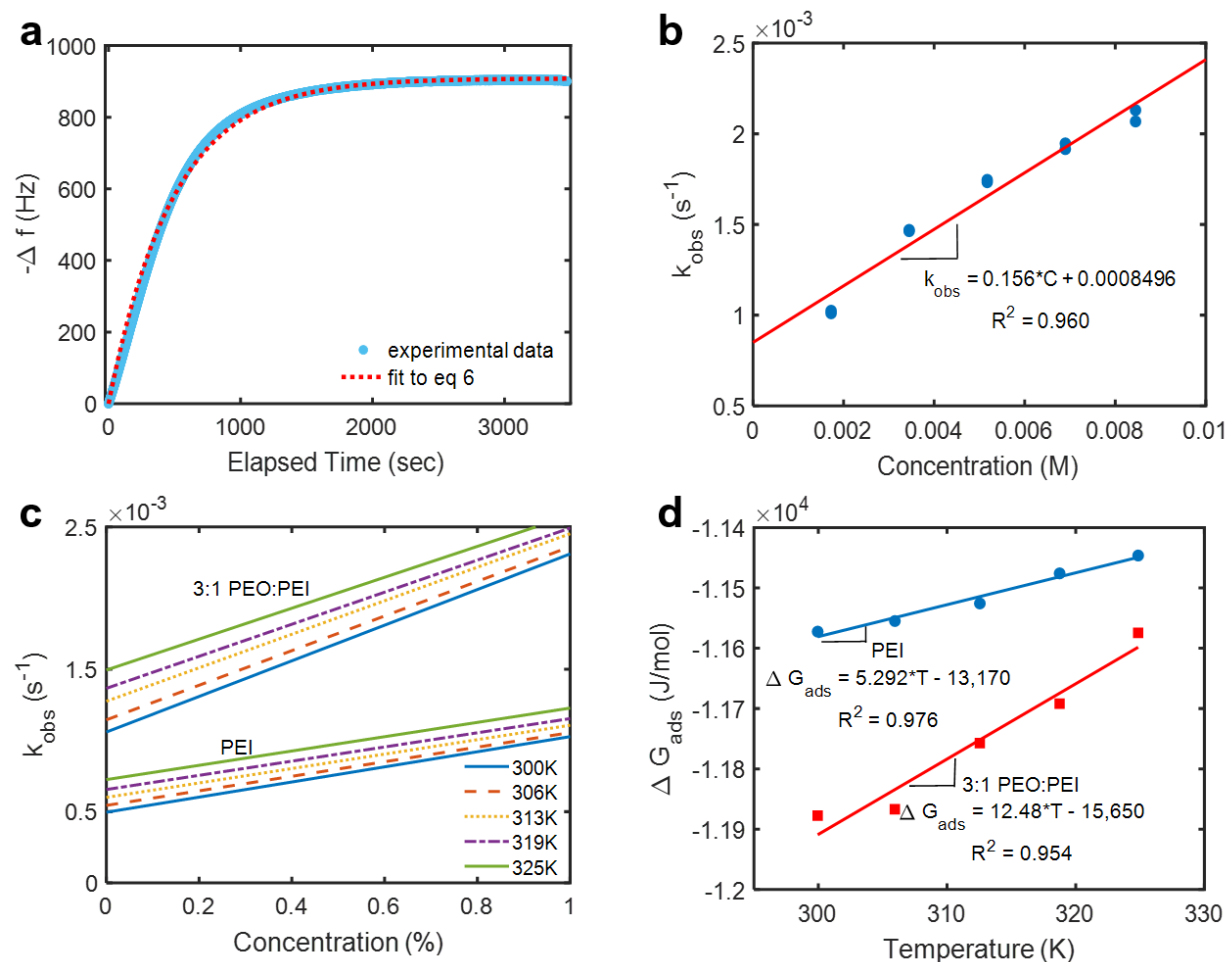 a
1000
800
600
400
200
0
-Δ f (Hz)
experimental data
fit to eq 6
0 1000 2000 3000
Elapsed Time (sec)
b
×10⁻³
2.5
2
1.5
1
0.5
k_obs (s⁻¹)
k_obs = 0.156*C + 0.0008496
R² = 0.960
0 0.002 0.004 0.006 0.008 0.01
Concentration (M)
c
×10⁻³
2.5
1.5
0.5
0
k_obs (s⁻¹)
3:1 PEO:PEI
PEI
300K
306K
313K
319K
325K
0 0.2 0.4 0.6 0.8 1
Concentration (%)
d
×10⁴
-1.14
-1.15
-1.16
-1.17
-1.18
-1.19
-1.2
Δ G_ads (J/mol)
PEI
Δ G_ads = 5.292*T - 13,170
R² = 0.976
3:1 PEO:PEI
Δ G_ads = 12.48*T - 15,650
R² = 0.954
300 310 320 330
Temperature (K)